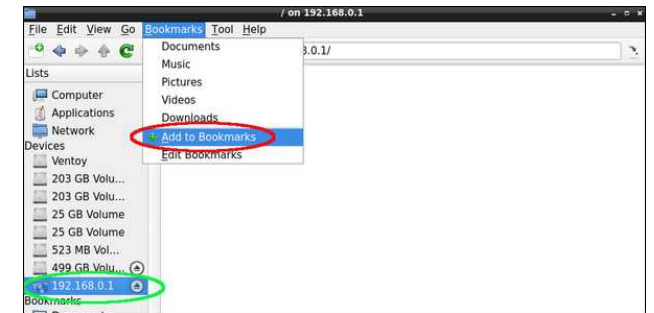 / on 192.168.0.1
File Edit View Go Bookmarks Tool Help
Documents
Music
Pictures
Videos
Downloads
Add to Bookmarks
Edit Bookmarks
3.0.1/
Lists
Computer
Applications
Network
Devices
Ventoy
203 GB Volu...
203 GB Volu...
25 GB Volume
25 GB Volume
523 MB Vol...
499 GB Volu...
192.168.0.1
Bookmarks